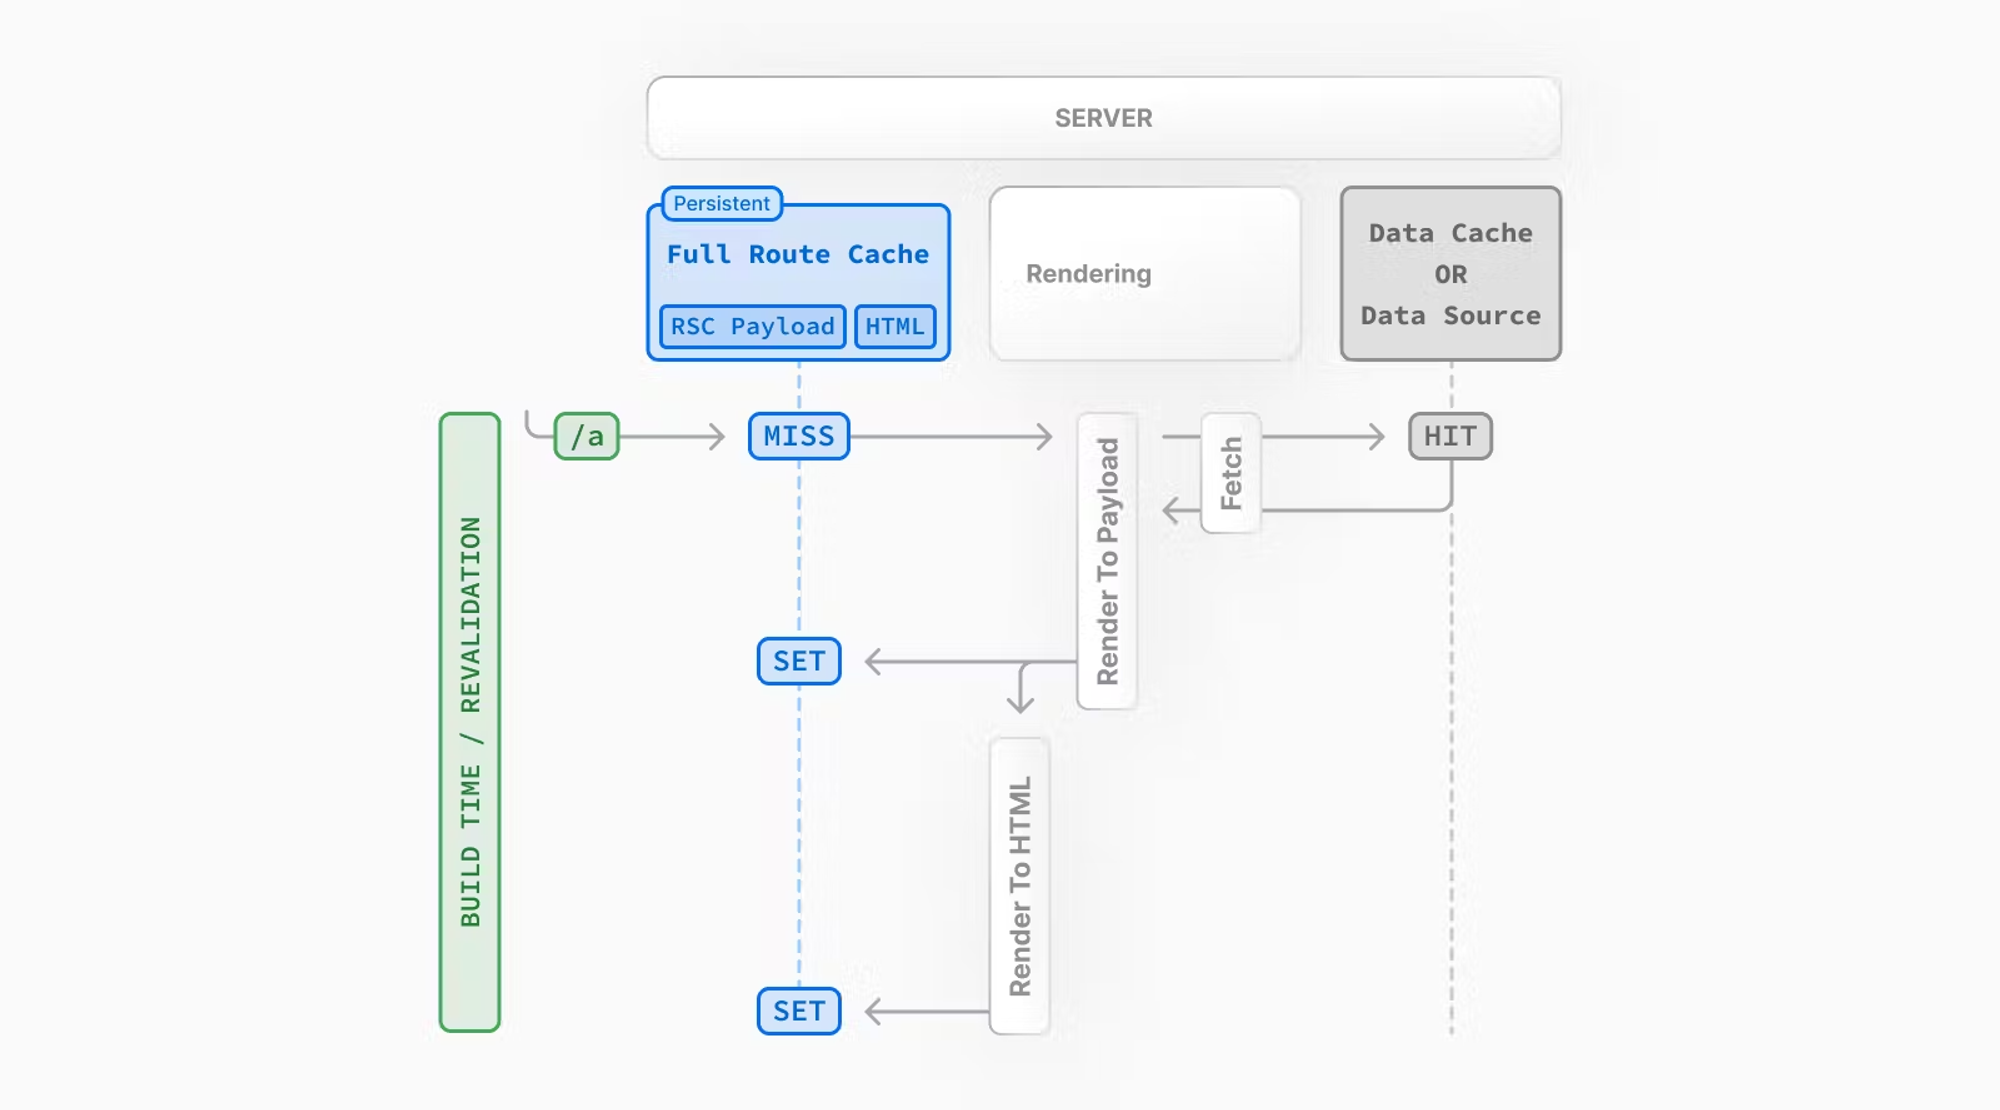 SERVER
Persistent
Full Route Cache
RSC Payload
HTML
Rendering
Data Cache
OR
Data Source
BUILD TIME / REVALIDATION
/a
MISS
Render To Payload
Fetch
HIT
SET
Render To HTML
SET